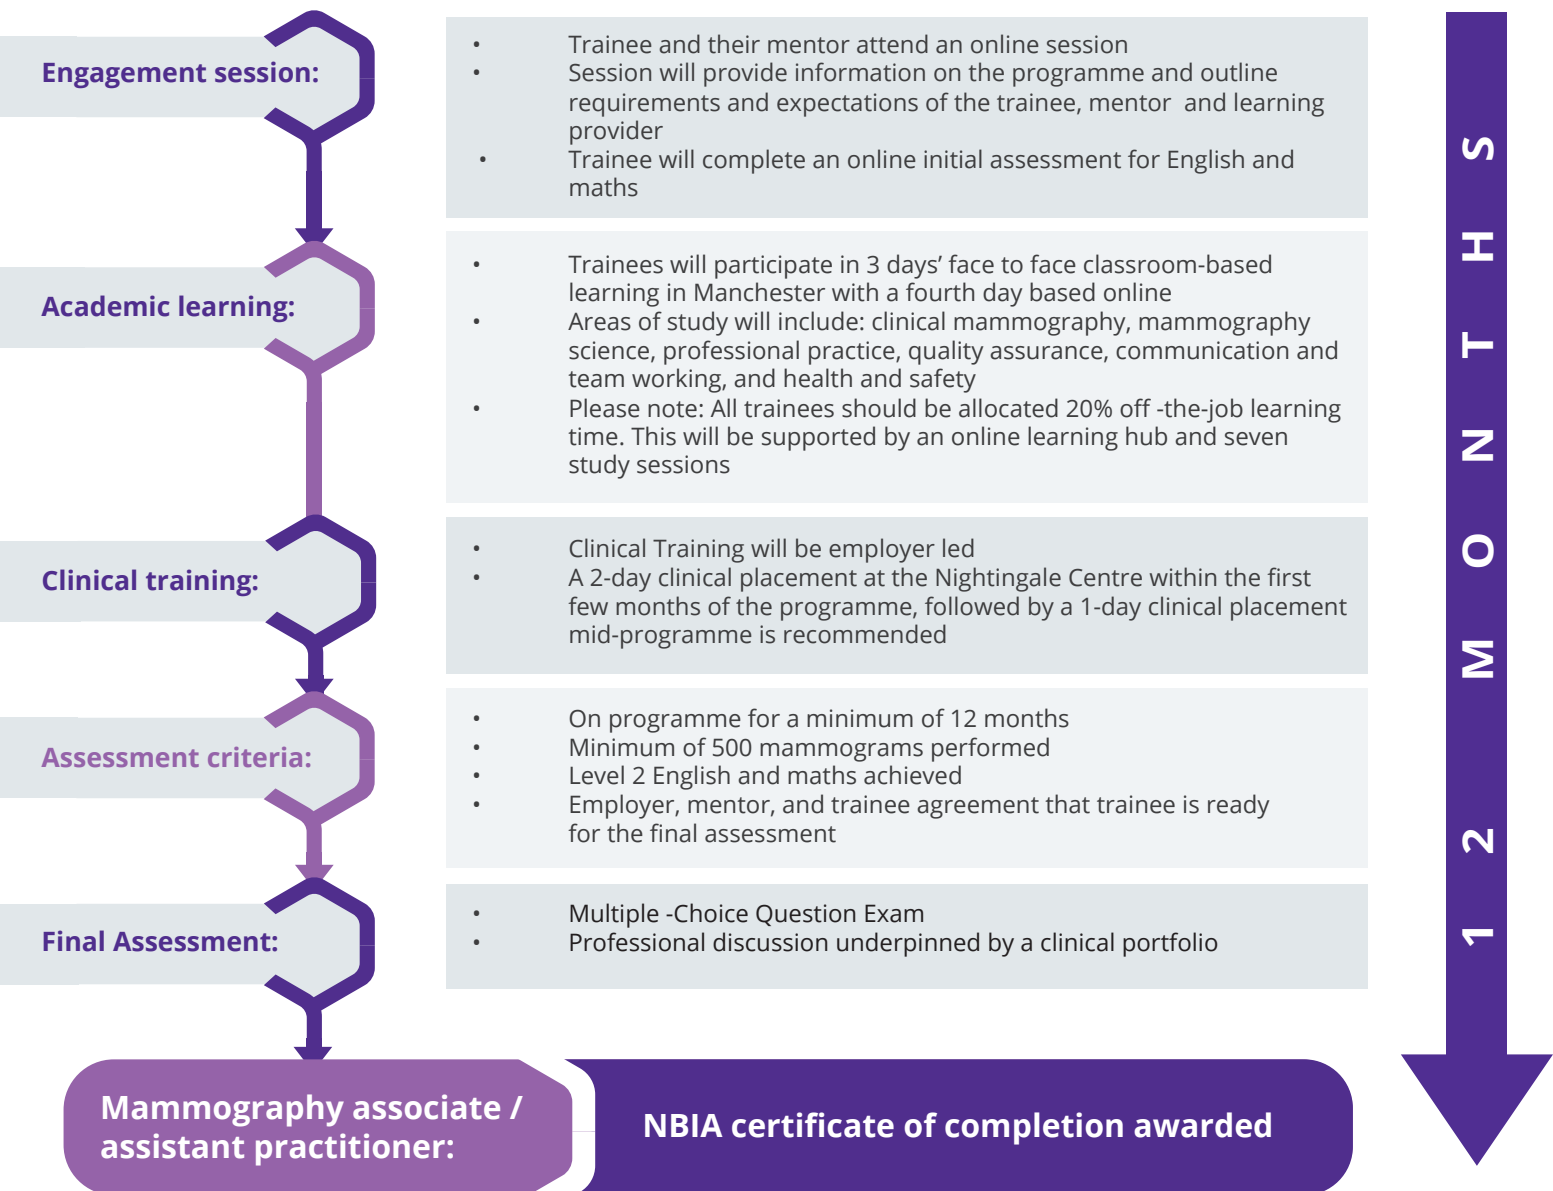 Engagement session:
• Trainee and their mentor attend an online session
• Session will provide information on the programme and outline
requirements and expectations of the trainee, mentor and learning
provider
• Trainee will complete an online initial assessment for English and
maths
Academic learning:
• Trainees will participate in 3 days’ face to face classroom-based
learning in Manchester with a fourth day based online
• Areas of study will include: clinical mammography, mammography
science, professional practice, quality assurance, communication and
team working, and health and safety
• Please note: All trainees should be allocated 20% off -the-job learning
time. This will be supported by an online learning hub and seven
study sessions
Clinical training:
• Clinical Training will be employer led
• A 2-day clinical placement at the Nightingale Centre within the first
few months of the programme, followed by a 1-day clinical placement
mid-programme is recommended
Assessment criteria:
• On programme for a minimum of 12 months
• Minimum of 500 mammograms performed
• Level 2 English and maths achieved
• Employer, mentor, and trainee agreement that trainee is ready
for the final assessment
Final Assessment:
• Multiple -Choice Question Exam
• Professional discussion underpinned by a clinical portfolio
Mammography associate /
assistant practitioner:
NBIA certificate of completion awarded
12 MONTHS